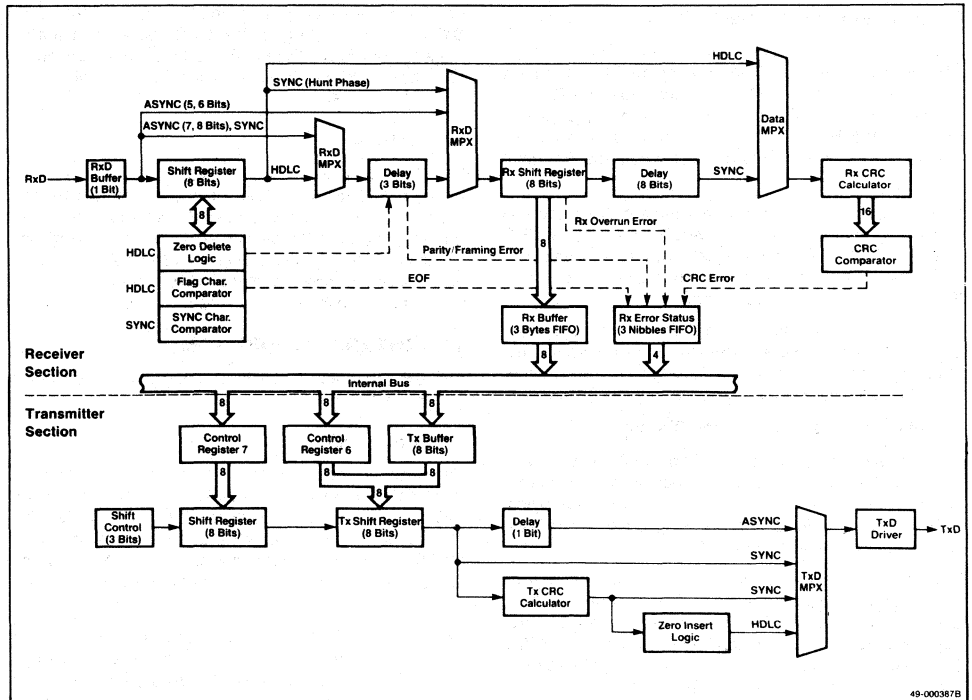 HDLC
SYNC (Hunt Phase)
ASYNC (5, 6 Bits)
ASYNC (7, 8 Bits), SYNC
RxD
MPX
RxD
MPX
Data
MPX
RxD
RxD
Buffer
(1 Bit)
Shift Register
(8 Bits)
HDLC
Delay
(3 Bits)
Rx Shift Register
(8 Bits)
Delay
(8 Bits)
SYNC
Rx CRC
Calculator
8
Rx Overrun Error
16
HDLC
Zero Delete
Logic
Parity/Framing Error
8
CRC
Comparator
HDLC
Flag Char.
Comparator
EOF
CRC Error
SYNC
SYNC Char.
Comparator
Rx Buffer
(3 Bytes FIFO)
Rx Error Status
(3 Nibbles FIFO)
Receiver
Section
8
4
Internal Bus
Transmitter
Section
8
8
8
Control
Register 7
Control
Register 6
Tx Buffer
(8 Bits)
8
8
8
8
Shift
Control
(3 Bits)
Shift Register
(8 Bits)
Tx Shift Register
(8 Bits)
Delay
(1 Bit)
ASYNC
TxD
Driver
TxD
SYNC
TxD
MPX
Tx CRC
Calculator
SYNC
Zero Insert
Logic
HDLC
49-000387B